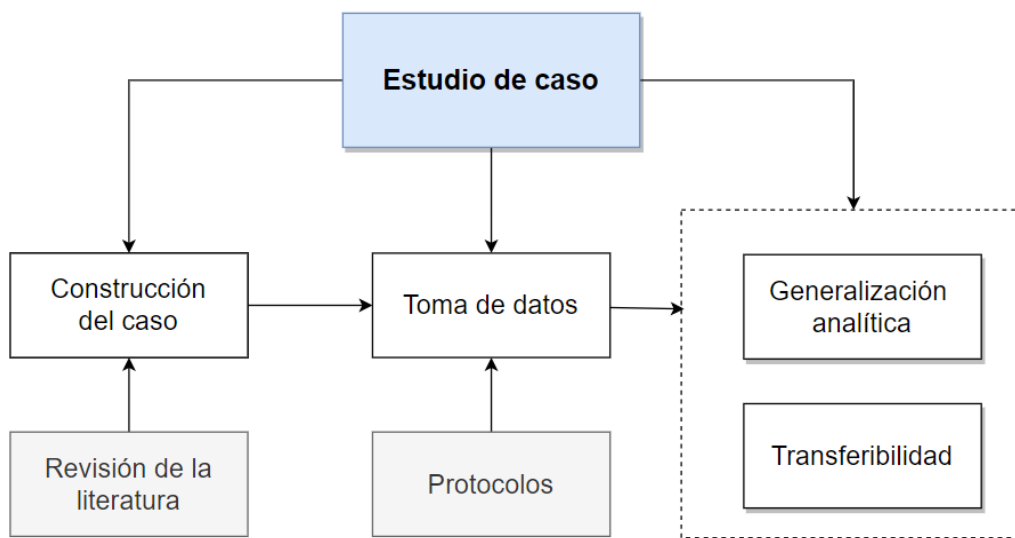 Estudio de caso
Construcción
del caso
Toma de datos
Generalización
analítica
Revisión de la
literatura
Protocolos
Transferibilidad